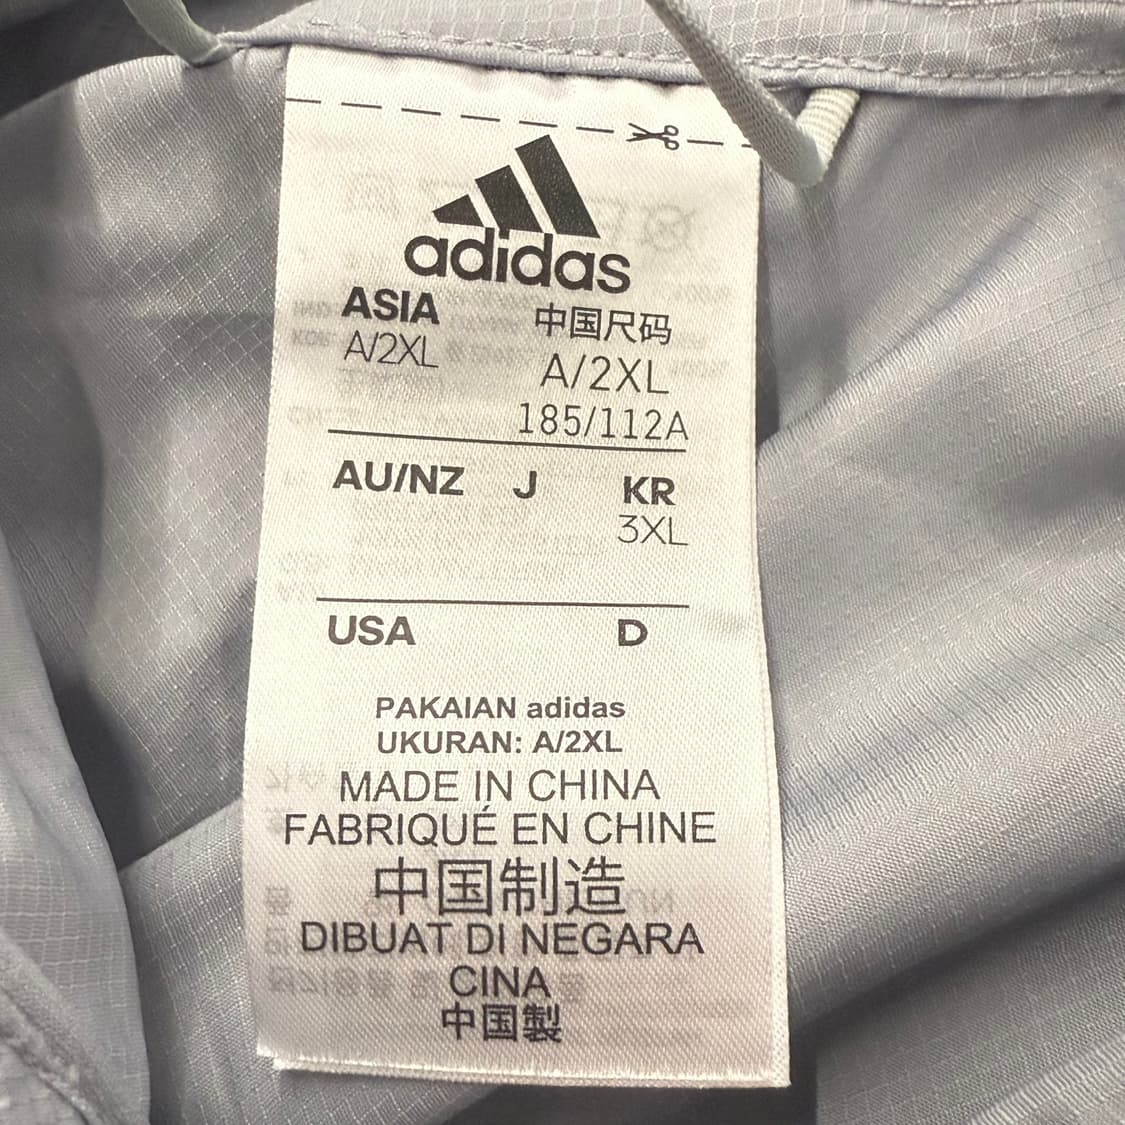 adidas
ASIA 中国尺码
A/2XL A/2XL
185/112A
AU/NZ J KR
3XL
USA D
PAKAIAN adidas
UKURAN: A/2XL
MADE IN CHINA
FABRIQUÉ EN CHINE
中国制造
DIBUAT DI NEGARA
CINA
中国製